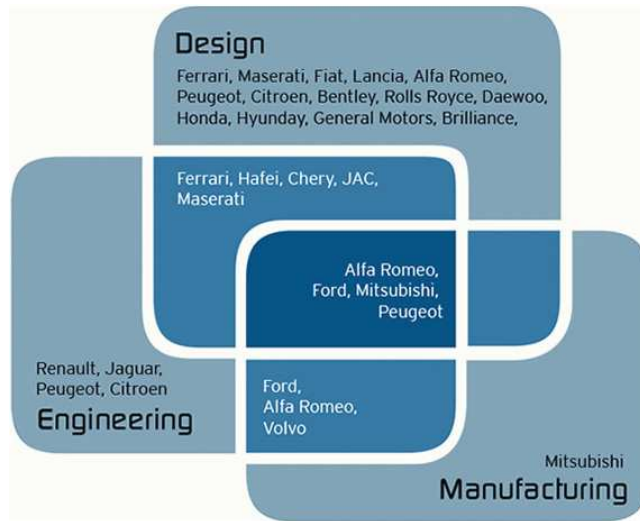 Design
Ferrari, Maserati, Fiat, Lancia, Alfa Romeo,
Peugeot, Citroen, Bentley, Rolls Royce, Daewoo,
Honda, Hyunday, General Motors, Brilliance,
Ferrari, Hafei, Chery, JAC,
Maserati
Alfa Romeo,
Ford, Mitsubishi,
Peugeot
Renault, Jaguar,
Peugeot, Citroen
Engineering
Ford,
Alfa Romeo,
Volvo
Mitsubishi
Manufacturing